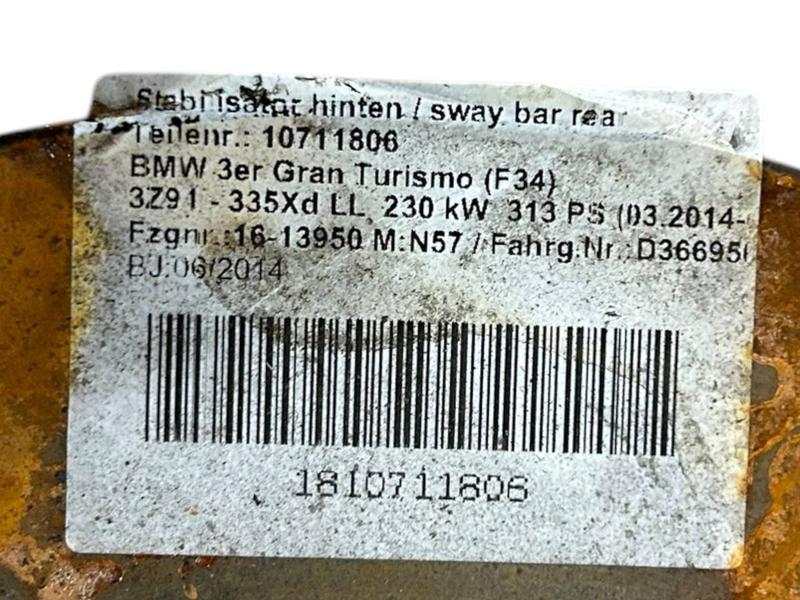 Stabilisator hinten / sway bar rear
Teilenr.: 10711806
BMW 3er Gran Turismo (F34)
3Z91 - 335Xd LL, 230 kW 313 PS (03.2014-
Fzgnr.:16-13950 M:N57 / Fahrg.Nr.:D36695
BJ:06/2014
1810711806